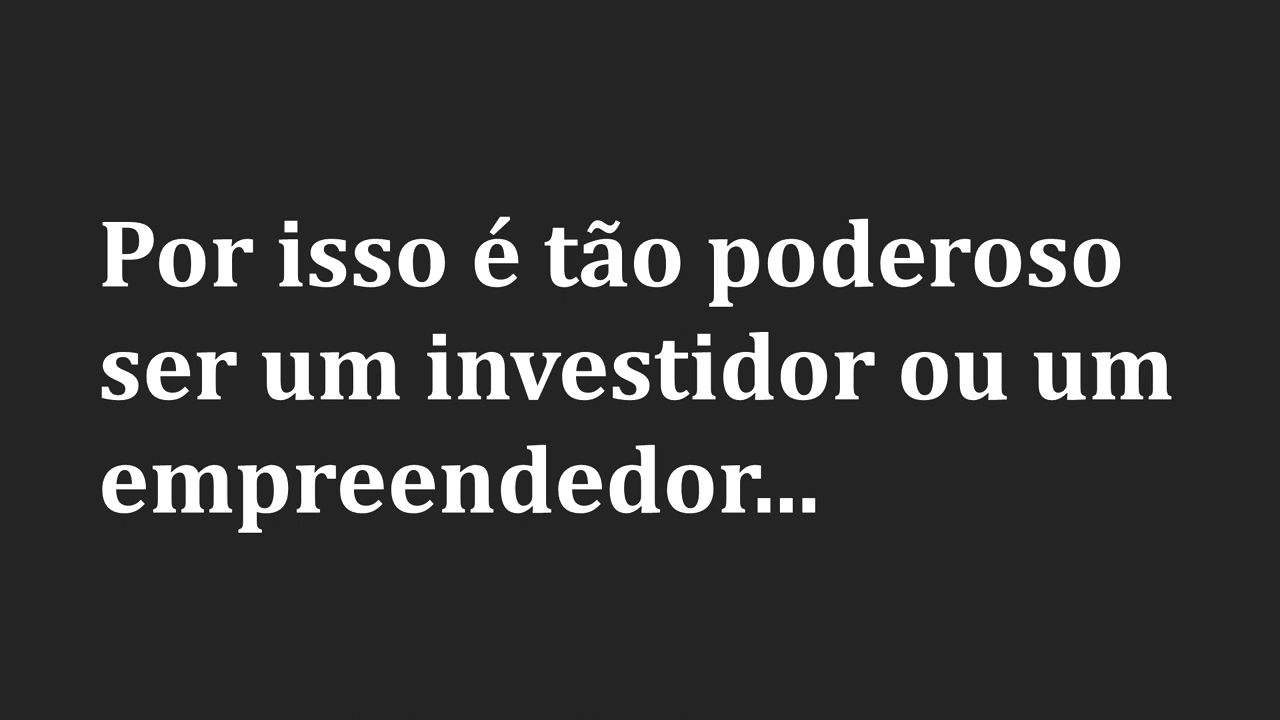 Por isso é tão poderoso
ser um investidor ou um
empreendedor...